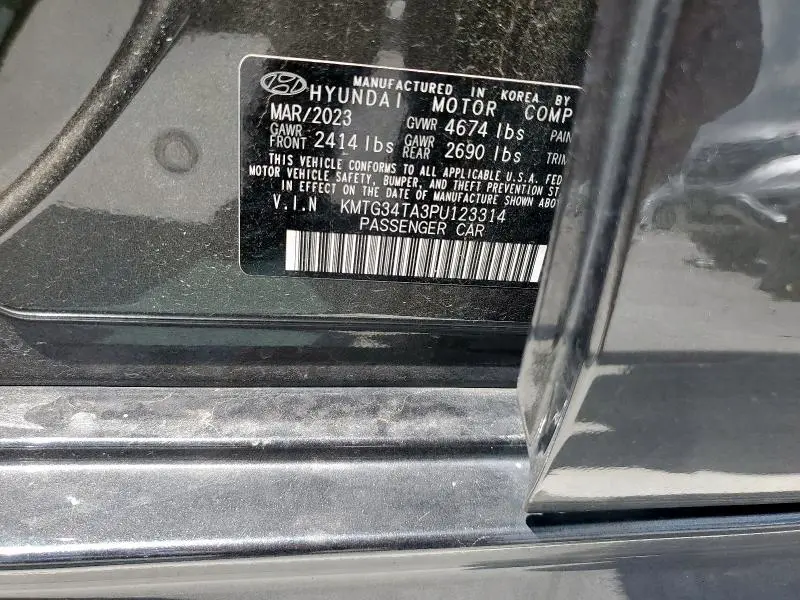 MANUFACTURED IN KOREA BY
HYUNDAI MOTOR COMP
MAR/2023 GVWR 4674 lbs PAIN
GAWR FRONT 2414 lbs GAWR REAR 2690 lbs TRIM
THIS VEHICLE CONFORMS TO ALL APPLICABLE U.S.A. FED
MOTOR VEHICLE SAFETY, BUMPER, AND THEFT PREVENTION ST
IN EFFECT ON THE DATE OF MANUFACTURE SHOWN ABO
V.I.N KMTG34TA3PU123314
PASSENGER CAR